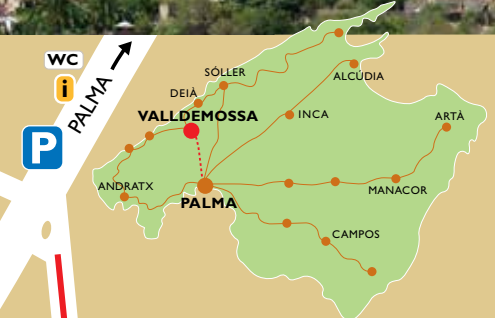 WC
i
P
PALMA
SÓLLER
DEIÀ
ALCÚDIA
VALLDEMOSSA
INCA
ARTÀ
ANDRATX
MANACOR
PALMA
CAMPOS